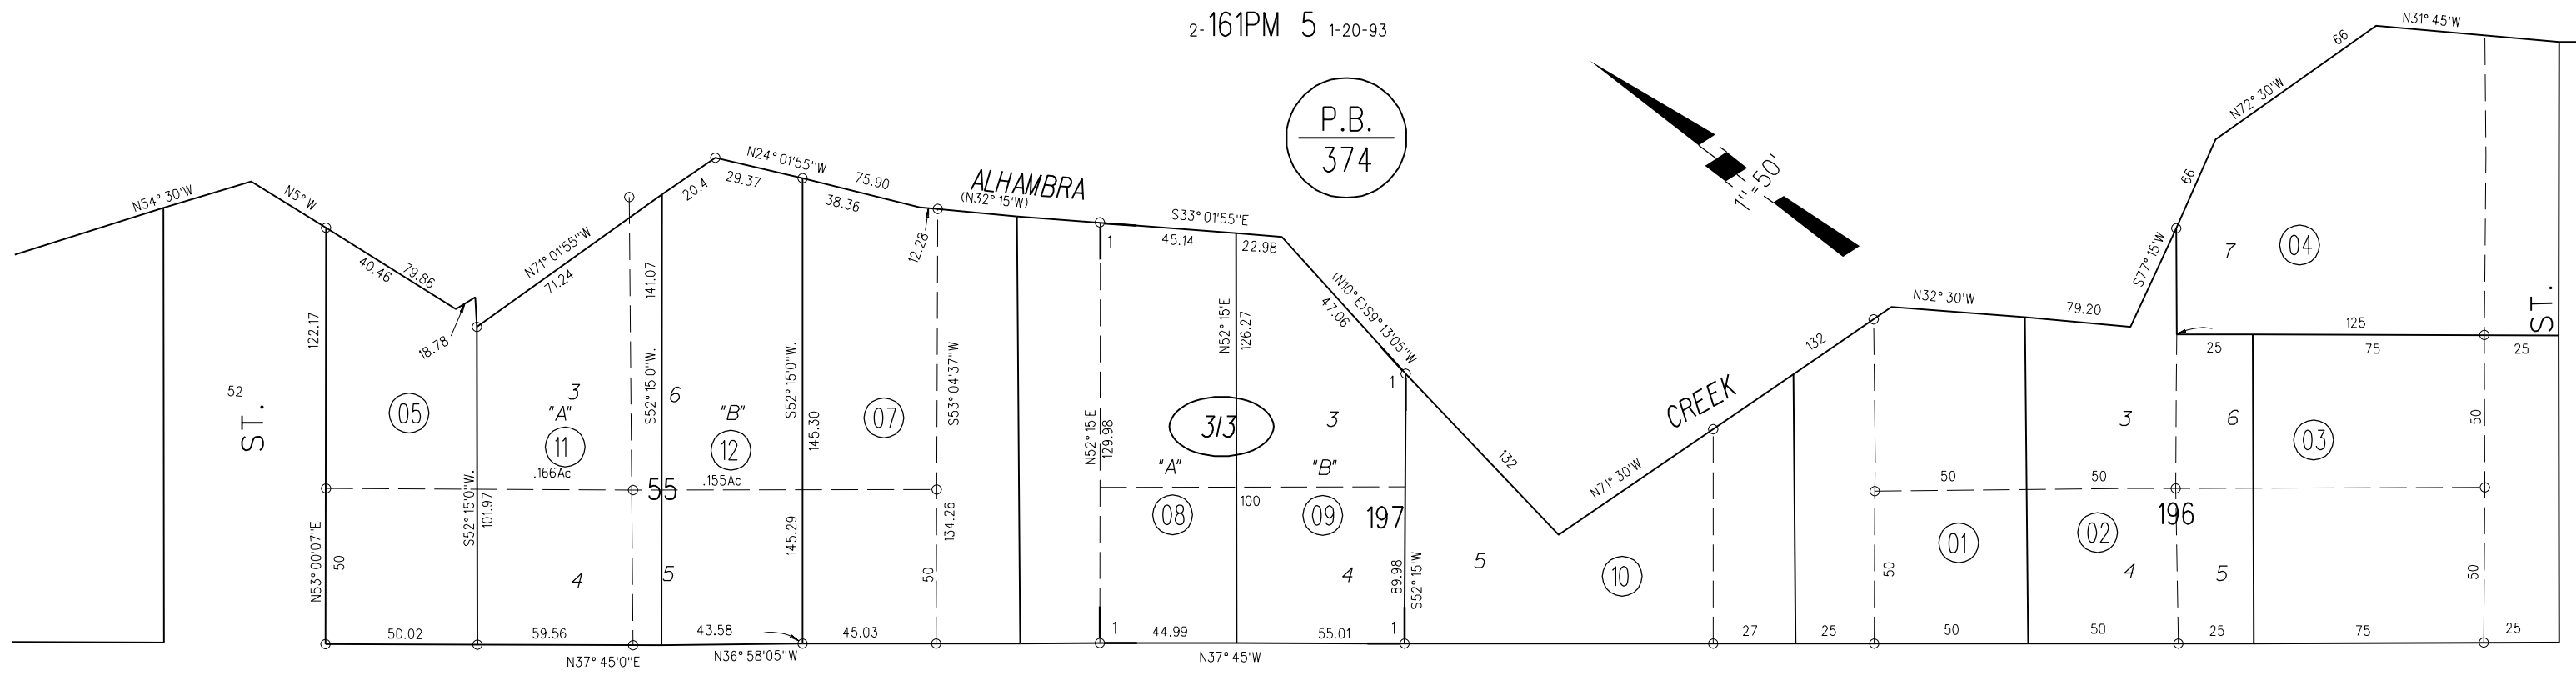 2-161PM 5 1-20-93
P.B.
374
1"=50'
N54°30'W
N5°W
40.46
79.86
18.78
N71°01'55"W
71.24
20.4
N24°01'55"W
29.37
75.90
38.36
12.28
ALHAMBRA
(N32°15'W)
S33°01'55"E
45.14
22.98
(N10°E)S9°13'05"W
47.06
132
N71°30'W
CREEK
132
N32°30'W
79.20
S77°15'W
66
N72°30'W
66
N31°45'W
52
ST.
122.17
05
N53°00'07"E
50
S52°15'0"W.
101.97
3
"A"
11
.166Ac
141.07
S52°15'0"W.
6
"B"
12
.155Ac
55
4
5
S52°15'0"W.
145.30
145.29
07
S53°04'37"W
134.26
50
1
N52°15'E
129.98
N52°15'E
126.27
313
3
1
"A"
"B"
08
100
09
197
4
89.98
S52°15'W
1
1
5
10
7
04
ST.
125
25
75
25
3
6
03
50
50
50
01
02
196
50
4
5
50
50.02
59.56
43.58
45.03
44.99
55.01
27
25
50
50
25
75
25
N37°45'0"E
N36°58'05"W
N37°45'W